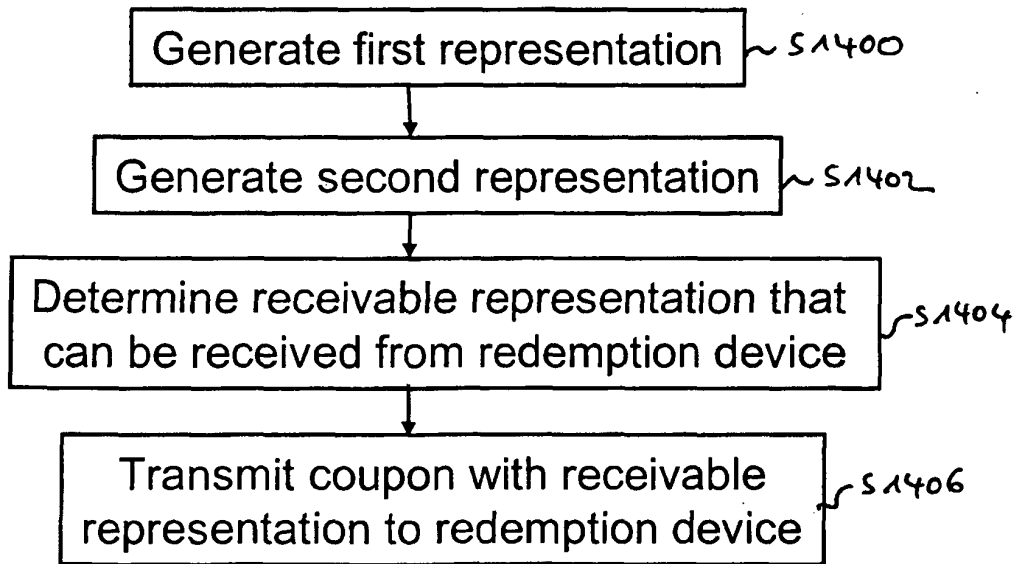 Generate first representation S1400
Generate second representation S1402
Determine receivable representation that S1404
can be received from redemption device
Transmit coupon with receivable S1406
representation to redemption device